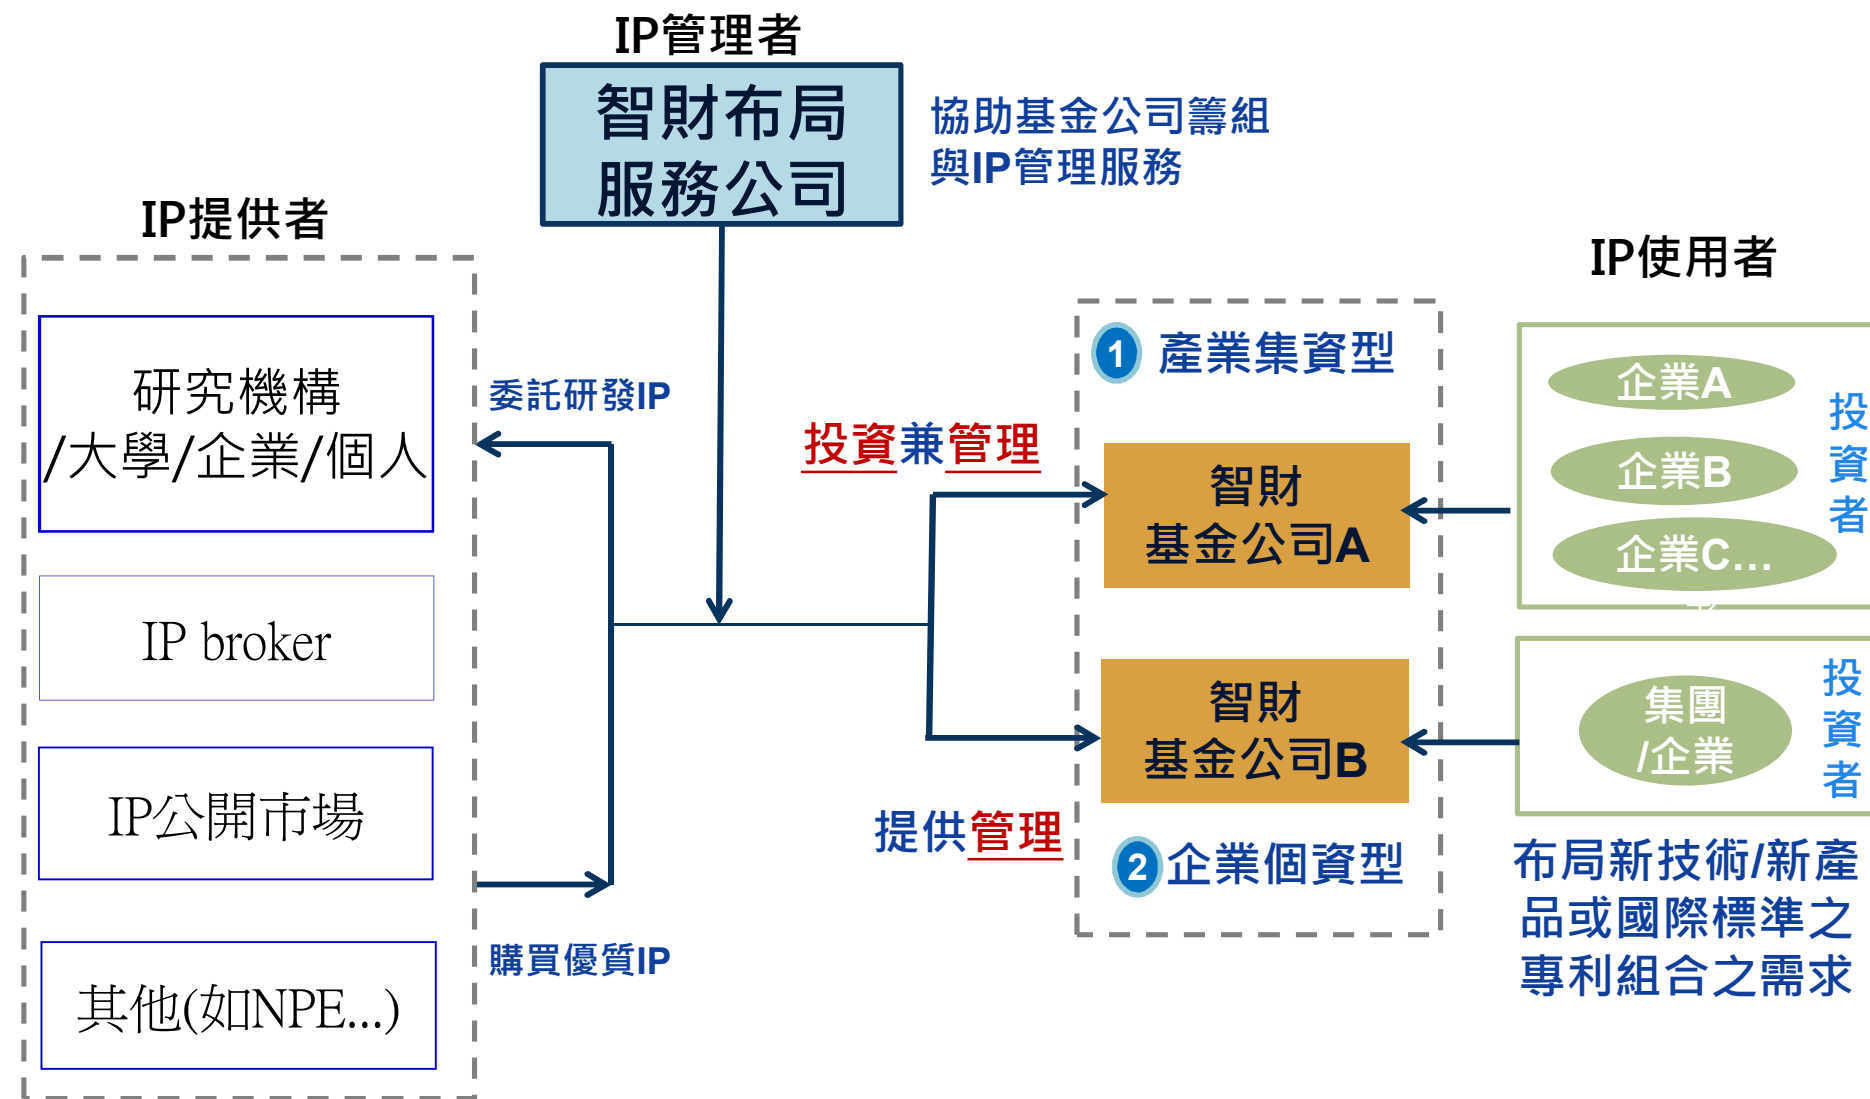 IP管理者
智財布局
服務公司
協助基金公司籌組
與IP管理服務
IP提供者
研究機構
/大學/企業/個人
IP broker
IP公開市場
其他(如NPE...)
委託研發IP
購買優質IP
投資兼管理
提供管理
1 產業集資型
智財
基金公司A
智財
基金公司B
2 企業個資型
IP使用者
企業A
企業B
企業C...
投資者
集團
/企業
投資者
布局新技術/新產
品或國際標準之
專利組合之需求